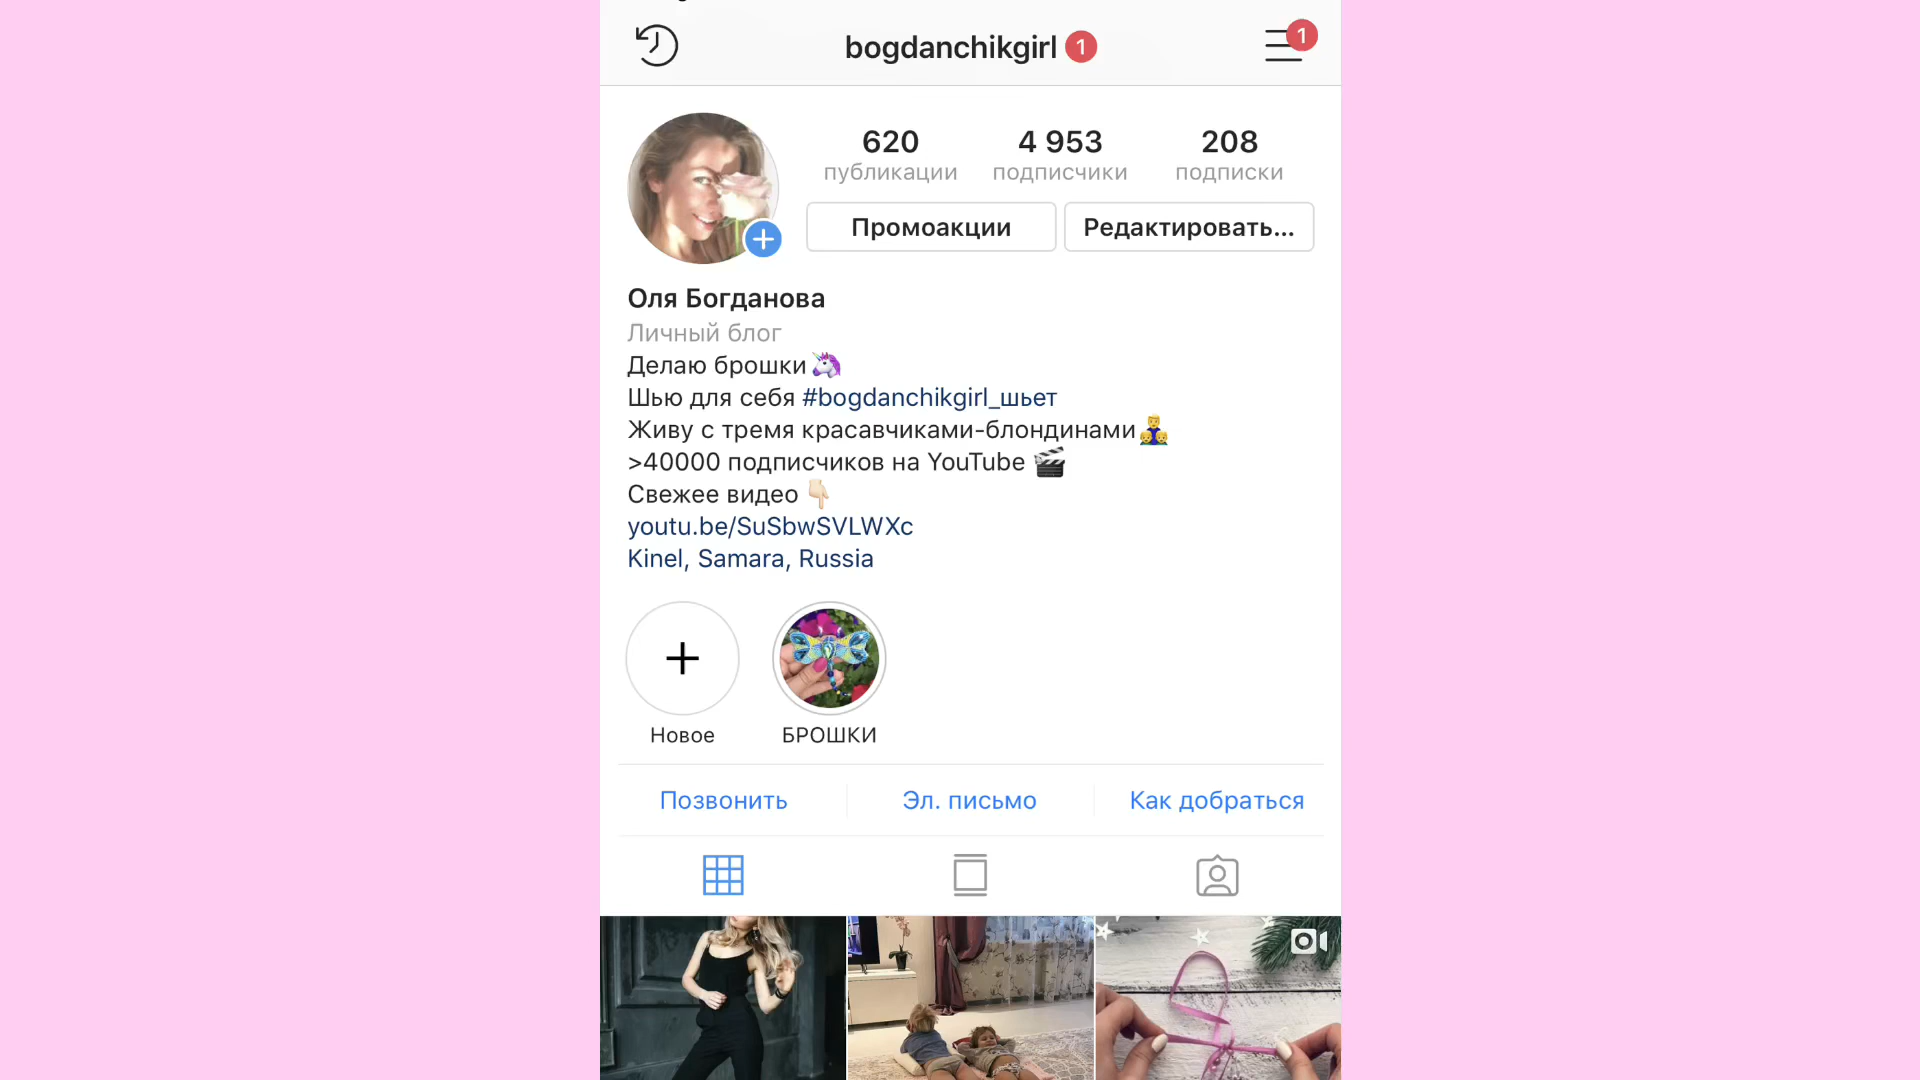 bogdanchikgirl 1
1
620 4 953 208
публикации подписчики подписки
Промоакции Редактировать...
Оля Богданова
Личный блог
Делаю брошки
Шью для себя #bogdanchikgirl_шьет
Живу с тремя красавчиками-блондинами
>40000 подписчиков на YouTube
Свежее видео
youtu.be/SuSbwSVLWXc
Kinel, Samara, Russia
Новое БРОШКИ
Позвонить Эл. письмо Как добраться